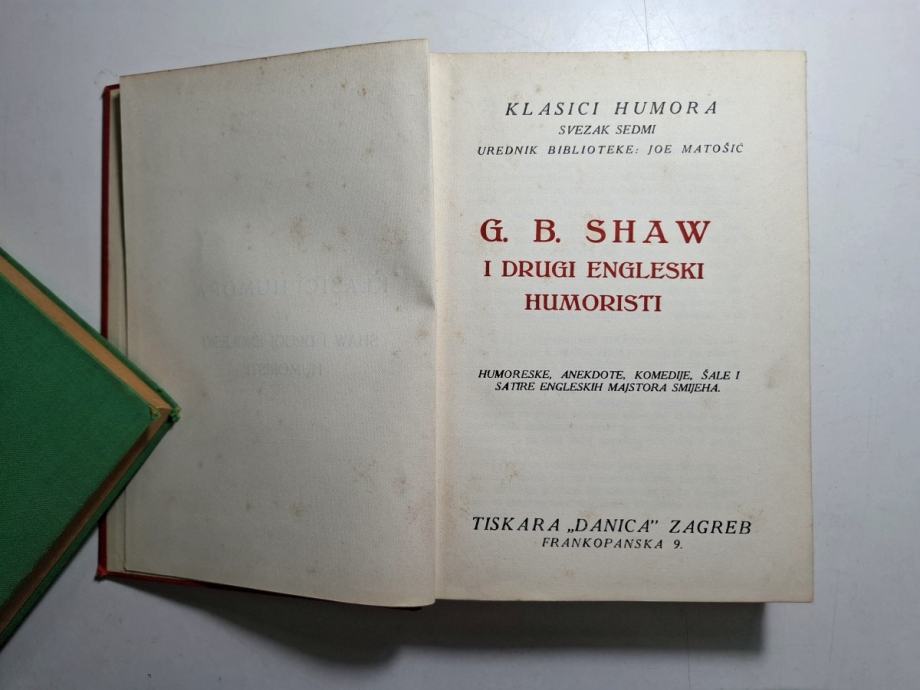 KLASICI HUMORA
SVEZAK SEDMI
UREDNIK BIBLIOTEKE: JOE MATOŠIĆ
G. B. SHAW
I DRUGI ENGLESKI
HUMORISTI
HUMORESKE, ANEKDOTE, KOMEDIJE, ŠALE I
SATIRE ENGLESKIH MAJSTORA SMIJEHA.
TISKARA „DANICA” ZAGREB
FRANKOPANSKA 9.